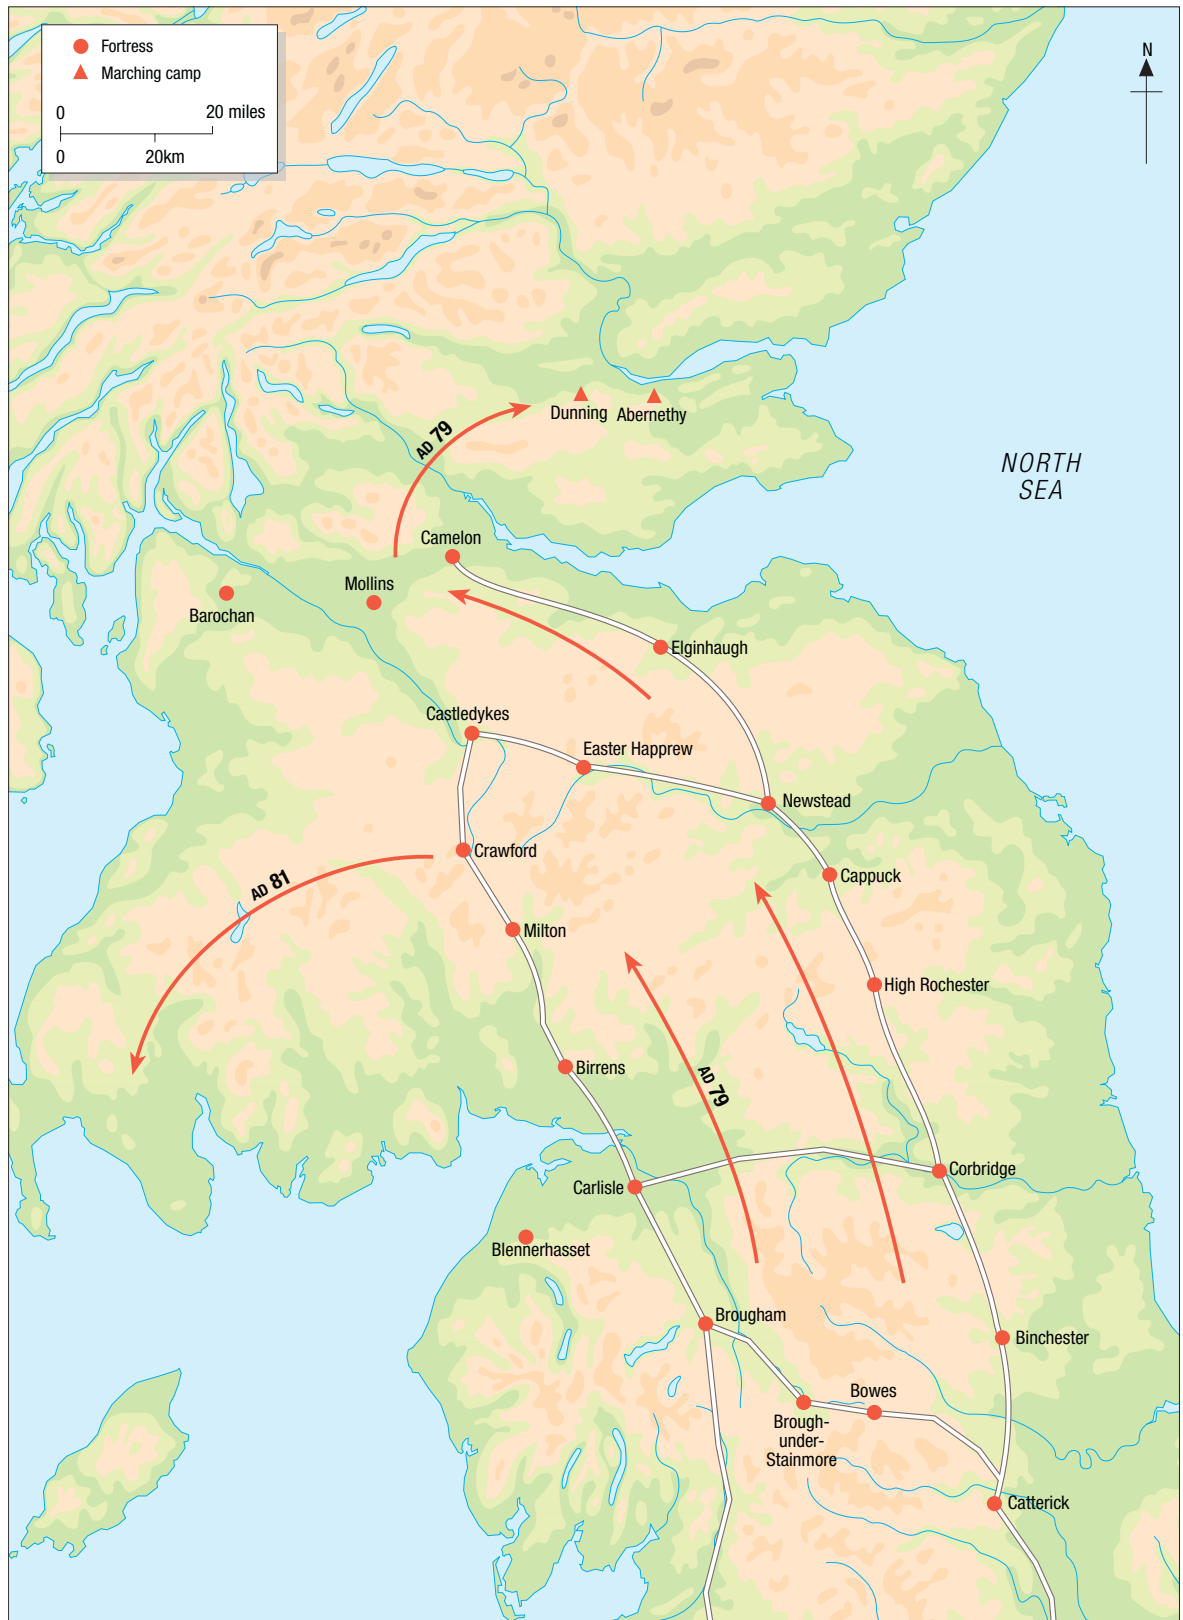 Fortress
Marching camp
0 20 miles
0 20km
N
NORTH
SEA
Dunning
Abernethy
AD 79
Camelon
Mollins
Barochan
Elginhaugh
Castledykes
Easter Happrew
Newstead
Crawford
Cappuck
AD 81
Milton
High Rochester
Birrens
AD 79
Corbridge
Carlisle
Blennerhasset
Brougham
Binchester
Bowes
Brough-
under-
Stainmore
Catterick